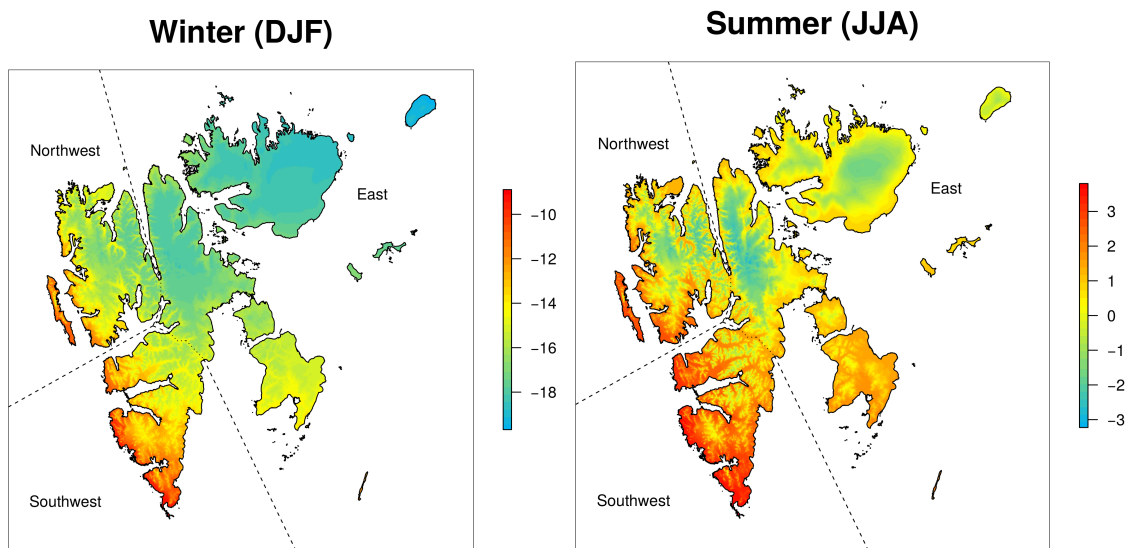 Winter (DJF)
Northwest
East
Southwest
−10
−12
−14
−16
−18
Summer (JJA)
Northwest
East
Southwest
3
2
1
0
−1
−2
−3